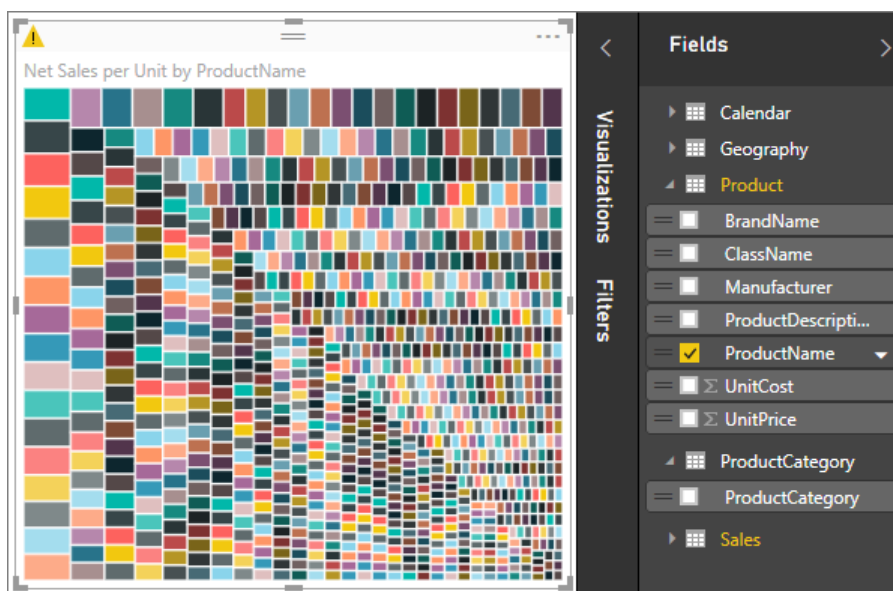 Net Sales per Unit by ProductName
Visualizations
Filters
Fields
Calendar
Geography
Product
BrandName
ClassName
Manufacturer
ProductDescripti...
ProductName
Σ UnitCost
Σ UnitPrice
ProductCategory
ProductCategory
Sales